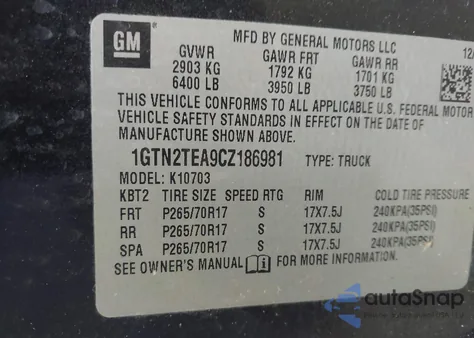 GM
MFD BY GENERAL MOTORS LLC 12/
GVWR GAWR FRT GAWR RR
2903 KG 1792 KG 1701 KG
6400 LB 3950 LB 3750 LB
THIS VEHICLE CONFORMS TO ALL APPLICABLE U.S. FEDERAL MOTOR
VEHICLE SAFETY STANDARDS IN EFFECT ON THE DATE OF
MANUFACTURE SHOWN ABOVE.
1GTN2TEA9CZ186981 TYPE: TRUCK
MODEL: K10703
KBT2 TIRE SIZE SPEED RTG RIM COLD TIRE PRESSURE
FRT P265/70R17 S 17X7.5J 240KPA(35PSI)
RR P265/70R17 S 17X7.5J 240KPA(35PSI)
SPA P265/70R17 S 17X7.5J 240KPA(35PSI)
SEE OWNER'S MANUAL FOR MORE INFORMATION.
autoSnap